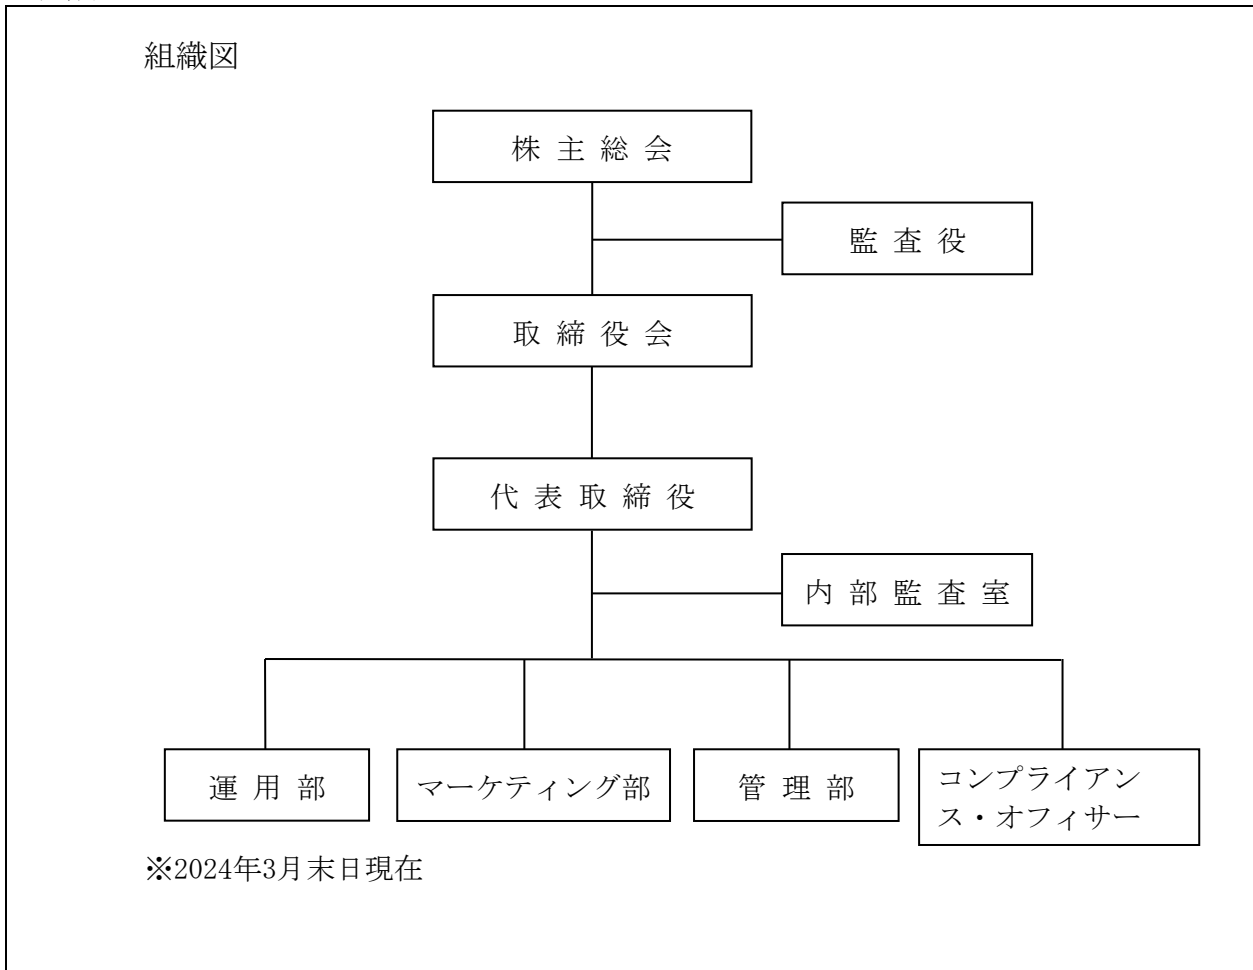 組織図
株主総会
監査役
取締役会
代表取締役
内部監査室
運用部
マーケティング部
管理部
コンプライアン
ス・オフィサー
※2024年3月末日現在